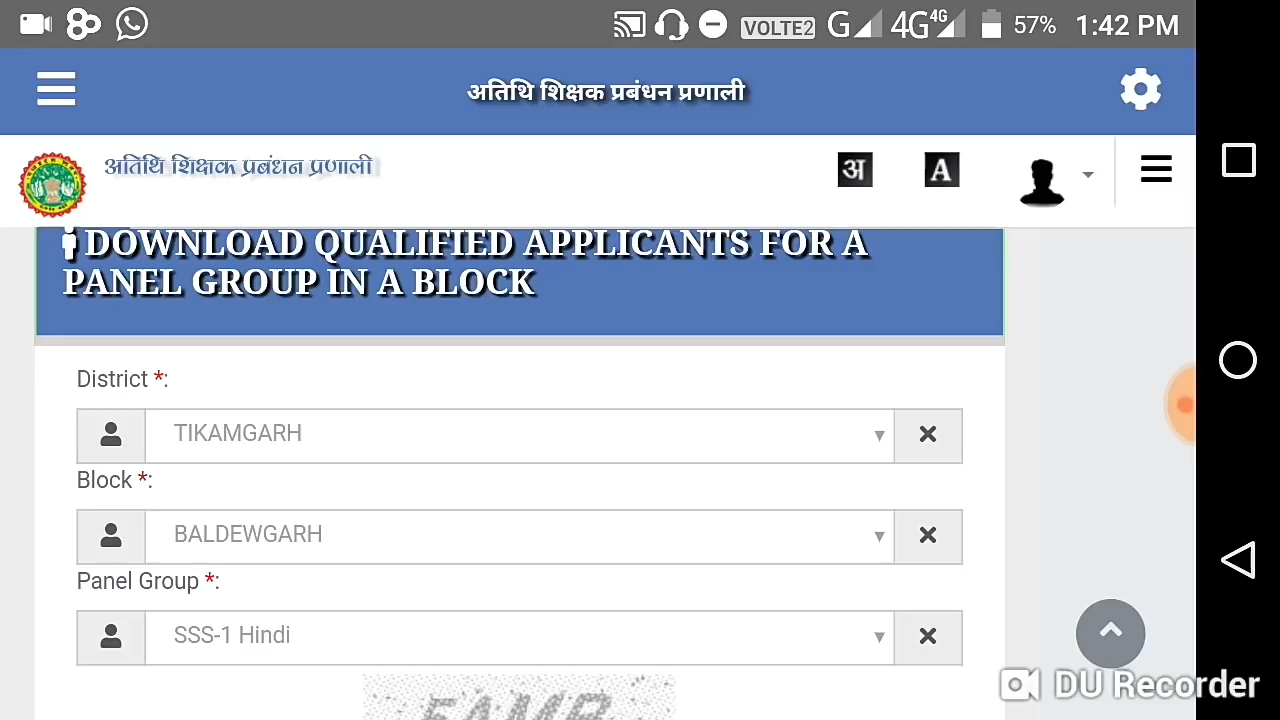 VOLTE2 G 4G 4G 57% 1:42 PM
अतिथि शिक्षक प्रबंधन प्रणाली
अतिथि शिक्षक प्रबंधन प्रणाली
अ A
DOWNLOAD QUALIFIED APPLICANTS FOR A
PANEL GROUP IN A BLOCK
District *:
TIKAMGARH
Block *:
BALDEWGARH
Panel Group *:
SSS-1 Hindi
DU Recorder